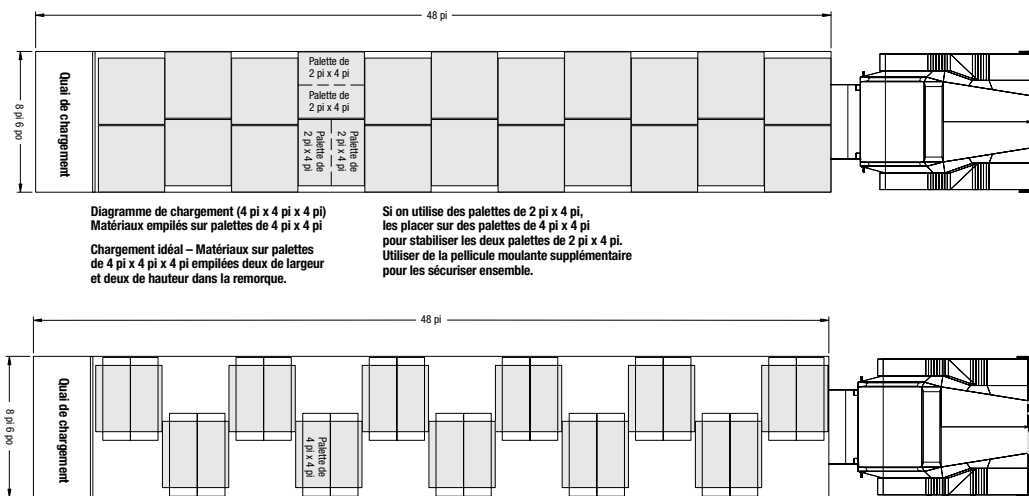 48 pi
8 pi 6 po
Quai de chargement
Palette de
2 pi x 4 pi
Palette de
2 pi x 4 pi
Palette de
2 pi x 4 pi
Palette de
2 pi x 4 pi
Diagramme de chargement (4 pi x 4 pi x 4 pi)
Matériaux empilés sur palettes de 4 pi x 4 pi
Chargement idéal – Matériaux sur palettes
de 4 pi x 4 pi x 4 pi empilées deux de largeur
et deux de hauteur dans la remorque.
Si on utilise des palettes de 2 pi x 4 pi,
les placer sur des palettes de 4 pi x 4 pi
pour stabiliser les deux palettes de 2 pi x 4 pi.
Utiliser de la pellicule moulante supplémentaire
pour les sécuriser ensemble.
48 pi
8 pi 6 po
Quai de chargement
Palette de
4 pi x 4 pi